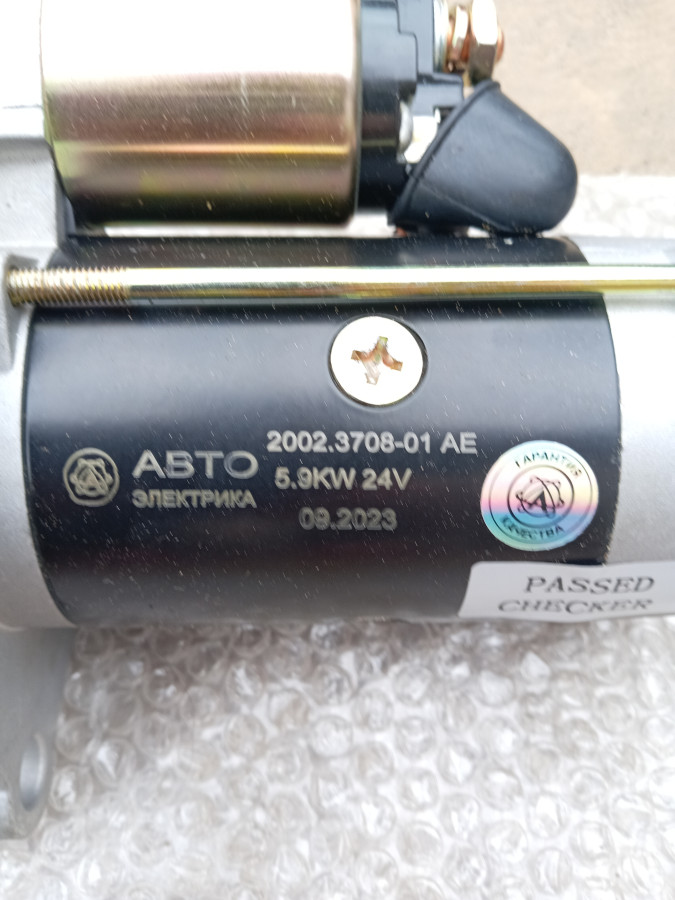 АВТО
ЭЛЕКТРИКА
2002.3708-01 AE
5.9KW 24V
09.2023
ГАРАНТИЯ
КАЧЕСТВА
PASSED
CHECKER